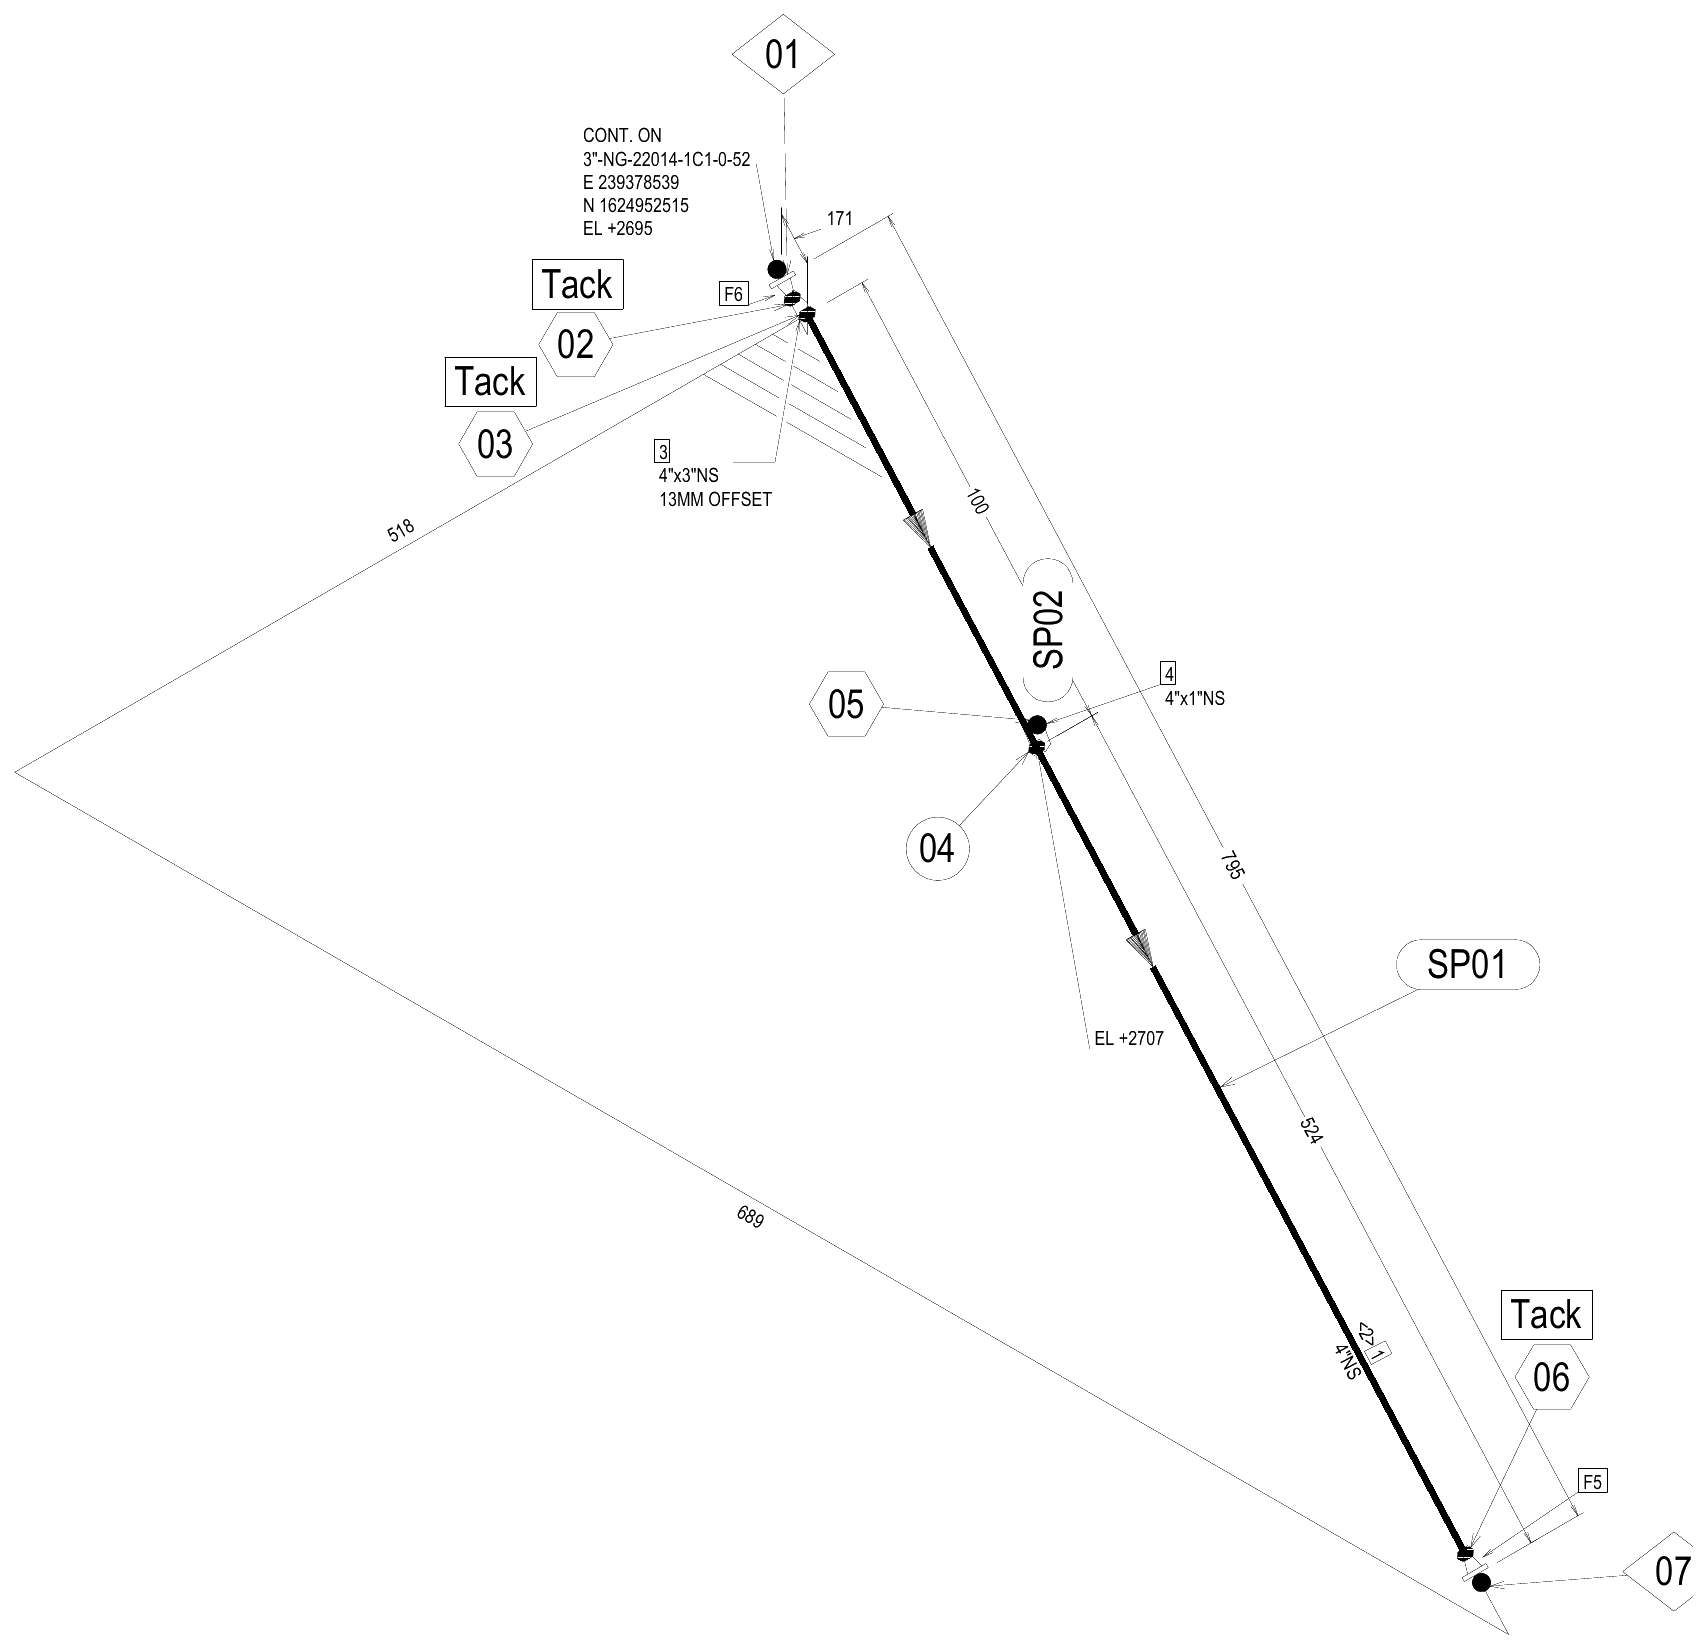 01
CONT. ON
3"-NG-22014-1C1-0-52
E 239378539
N 1624952515
EL +2695
171
Tack
F6
02
Tack
03
3
4"x3"NS
13MM OFFSET
100
518
SP02
4
4"x1"NS
05
04
795
SP01
EL +2707
524
689
<2> 1
4"NS
Tack
06
F5
07